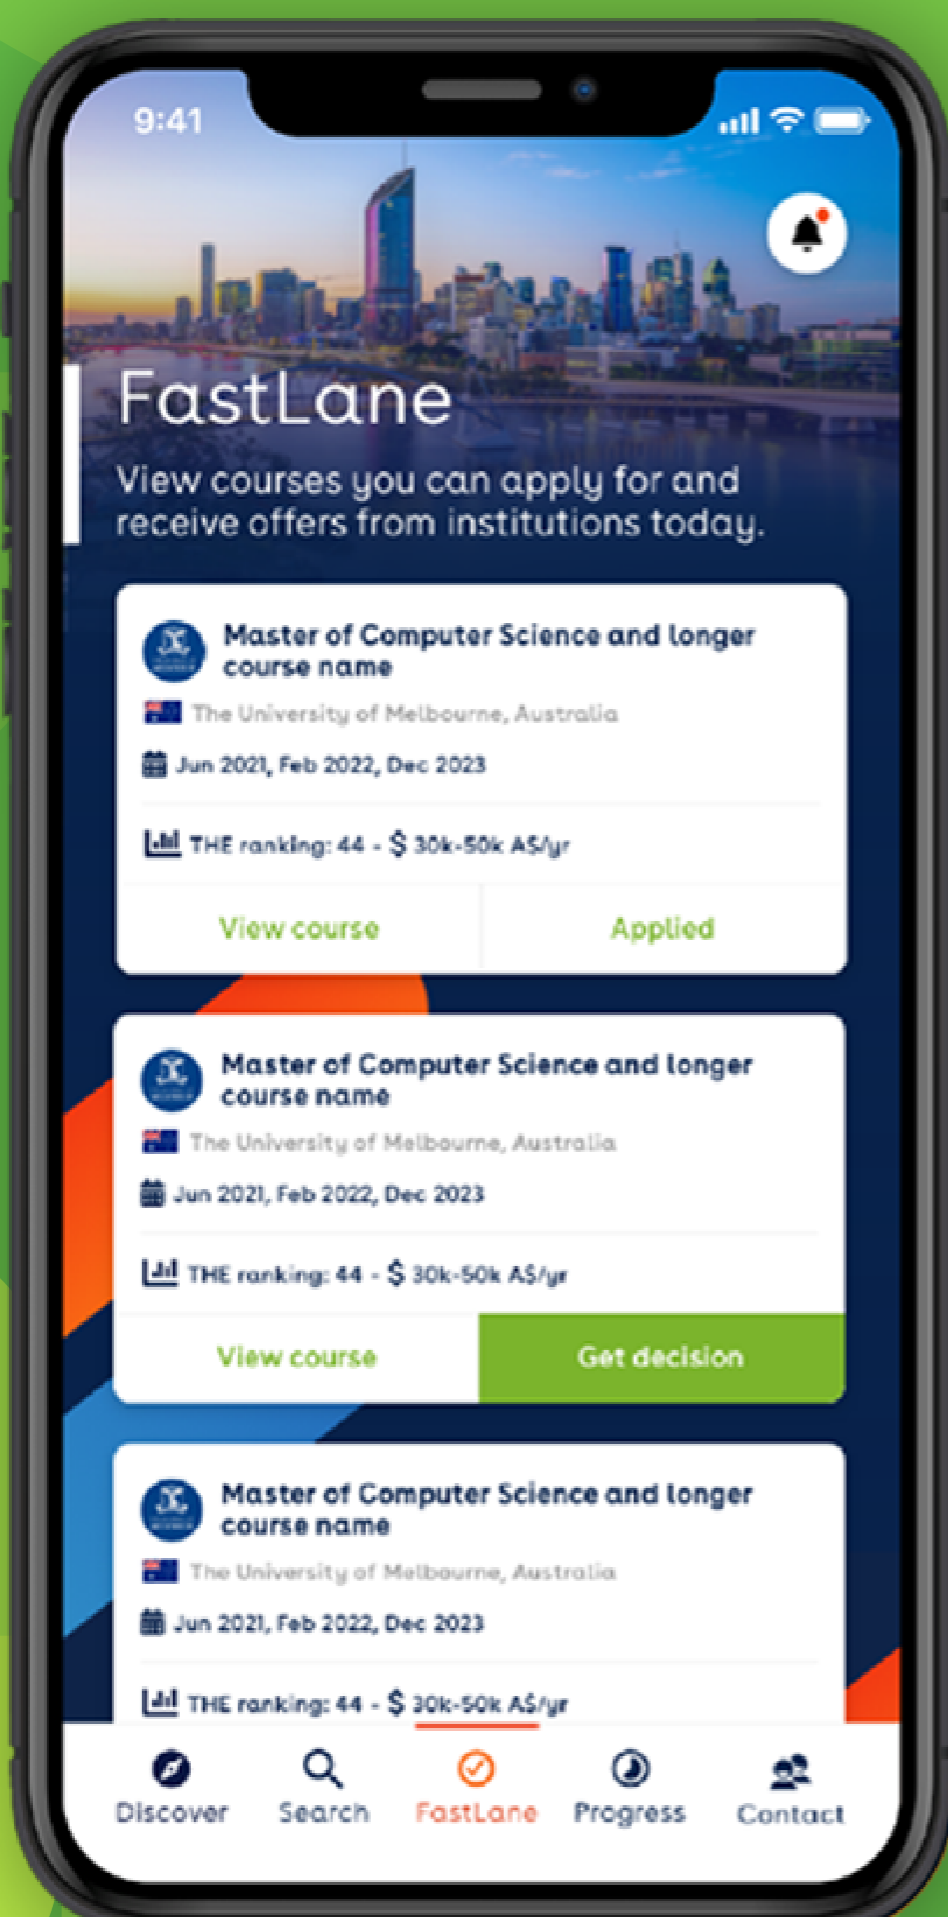 9:41
FastLane
View courses you can apply for and
receive offers from institutions today.
Master of Computer Science and longer
course name
The University of Melbourne, Australia
Jun 2021, Feb 2022, Dec 2023
THE ranking: 44 - $ 30k-50k A$/yr
View course
Applied
Master of Computer Science and longer
course name
The University of Melbourne, Australia
Jun 2021, Feb 2022, Dec 2023
THE ranking: 44 - $ 30k-50k A$/yr
View course
Get decision
Master of Computer Science and longer
course name
The University of Melbourne, Australia
Jun 2021, Feb 2022, Dec 2023
THE ranking: 44 - $ 30k-50k A$/yr
Discover
Search
FastLane
Progress
Contact